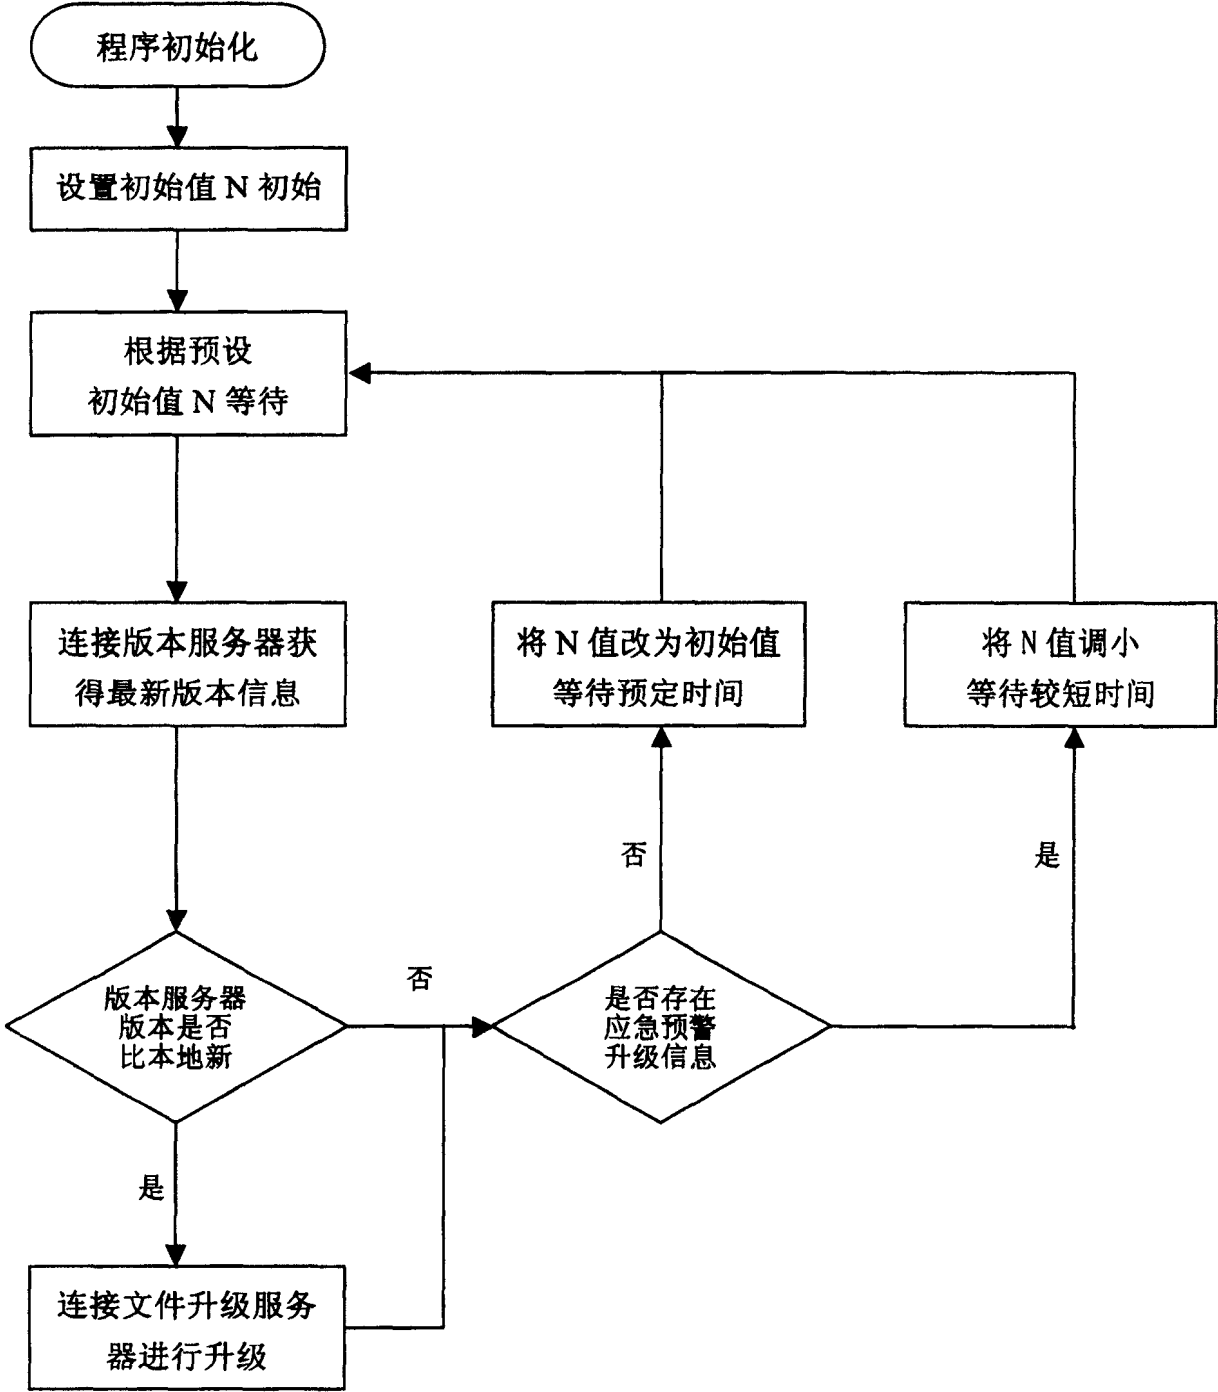 程序初始化
设置初始值 N 初始
根据预设
初始值 N 等待
连接版本服务器获
得最新版本信息
将 N 值改为初始值
等待预定时间
将 N 值调小
等待较短时间
否
是
版本服务器
版本是否
比本地新
否
是否存在
应急预警
升级信息
是
连接文件升级服务
器进行升级